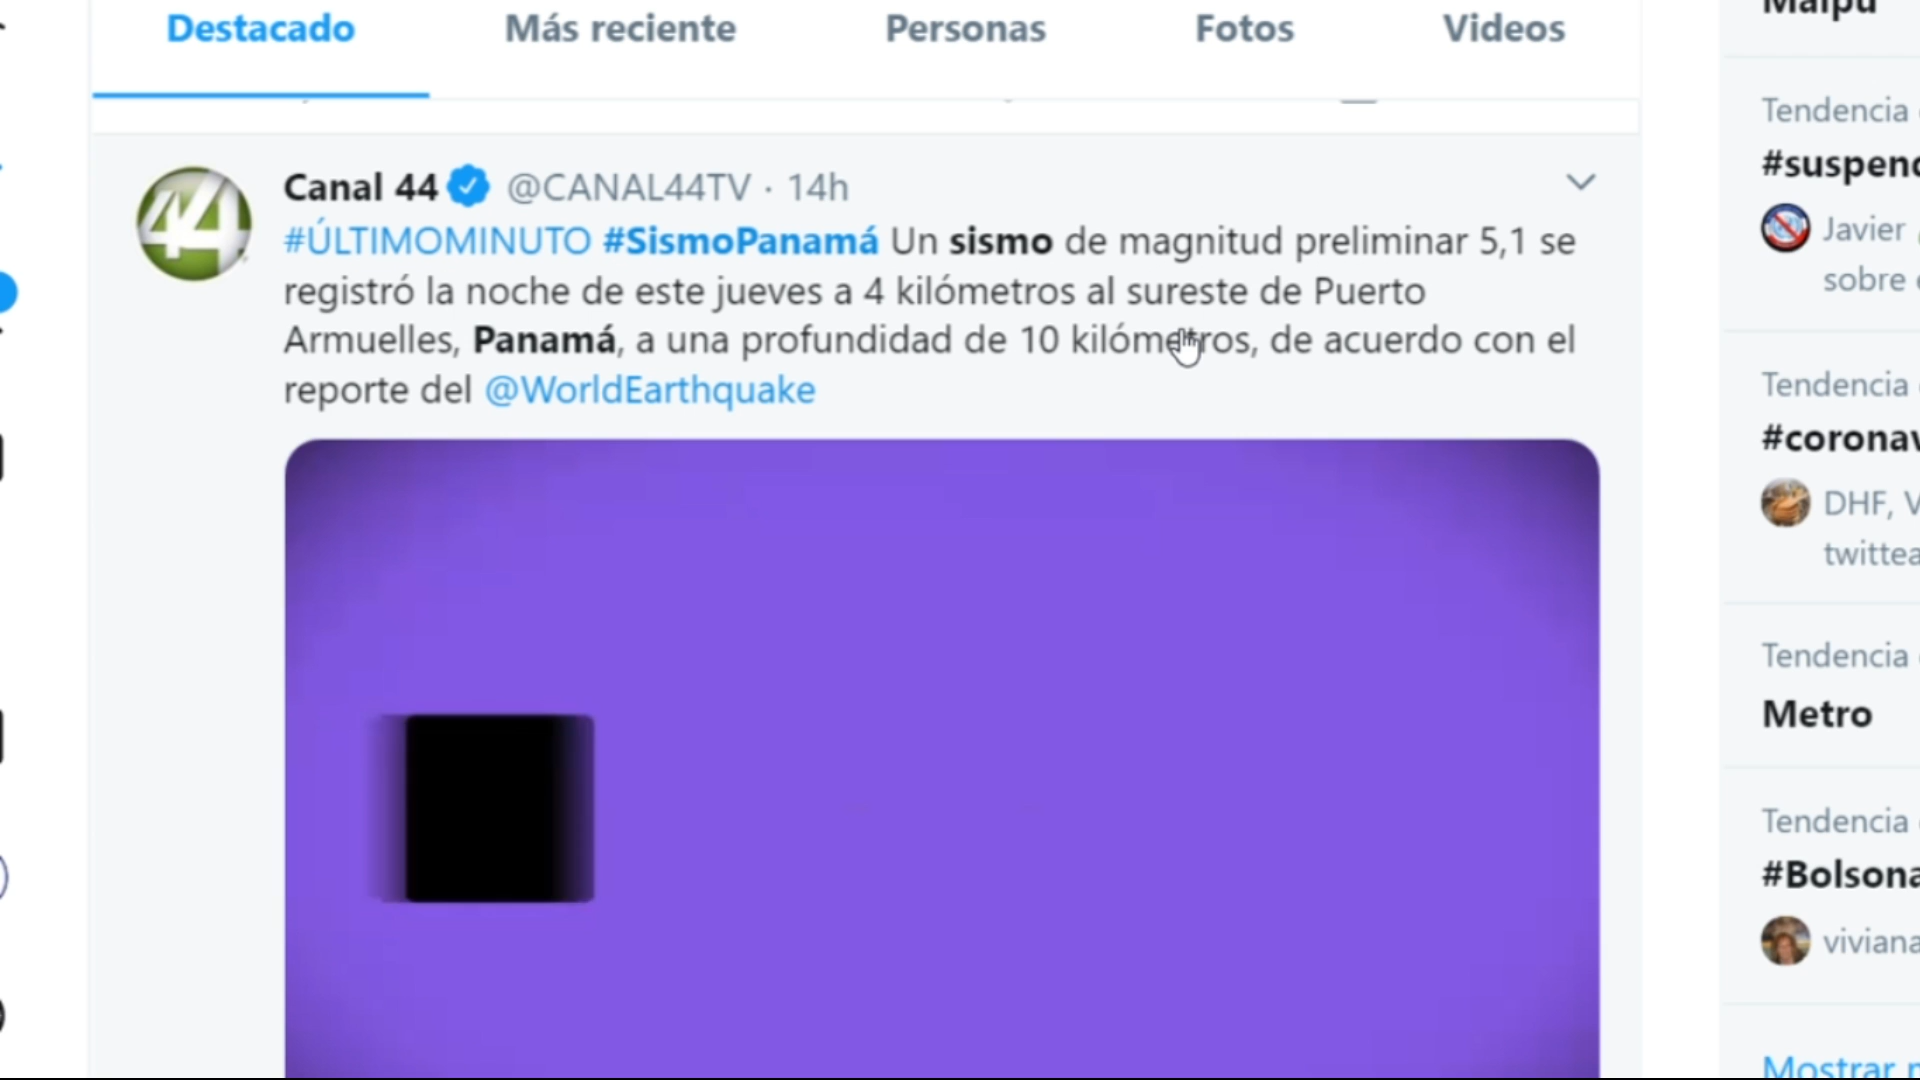 Destacado
Más reciente
Personas
Fotos
Videos
Canal 44 @CANAL44TV · 14h
#ÚLTIMOMINUTO #SismoPanamá Un sismo de magnitud preliminar 5,1 se
registró la noche de este jueves a 4 kilómetros al sureste de Puerto
Armuelles, Panamá, a una profundidad de 10 kilómetros, de acuerdo con el
reporte del @WorldEarthquake
44
Maipú
Tendencia
#suspend
Javier
sobre
Tendencia
#coronav
DHF, V
twittea
Tendencia
Metro
Tendencia
#Bolsona
viviana
Mostrar